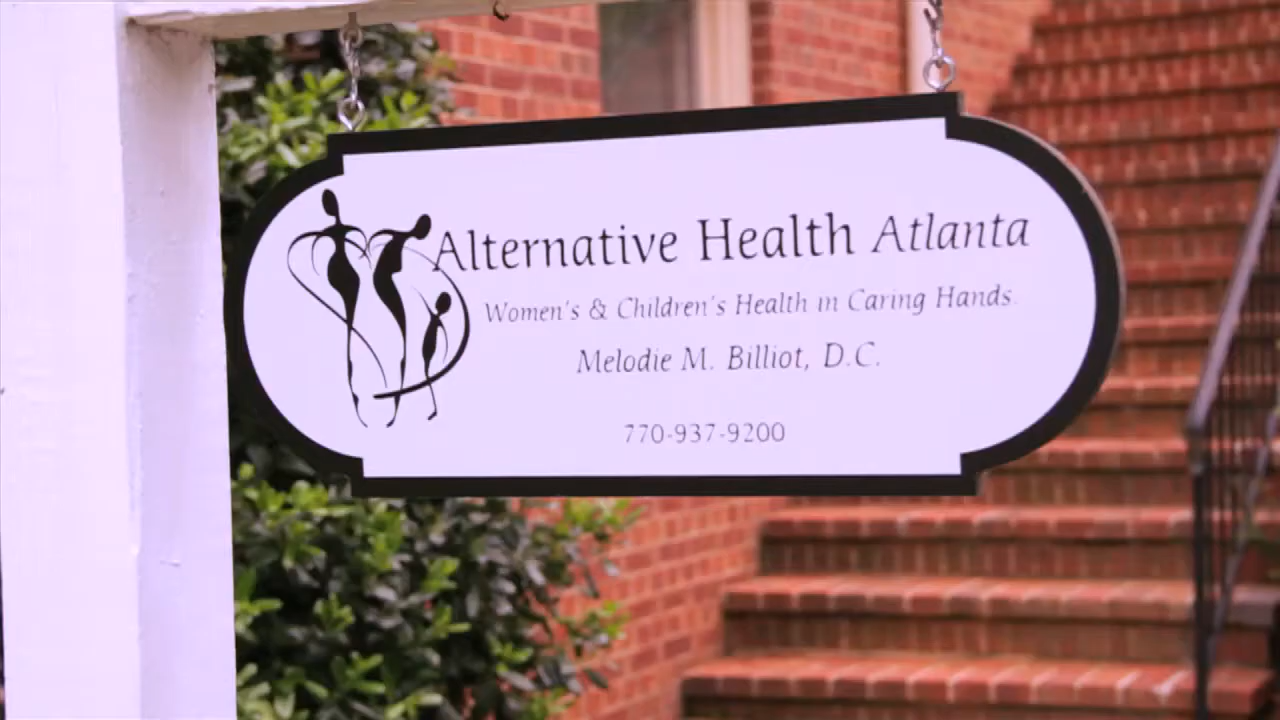 Alternative Health Atlanta
Women's & Children's Health in Caring Hands.
Melodie M. Billiot, D.C.
770-937-9200